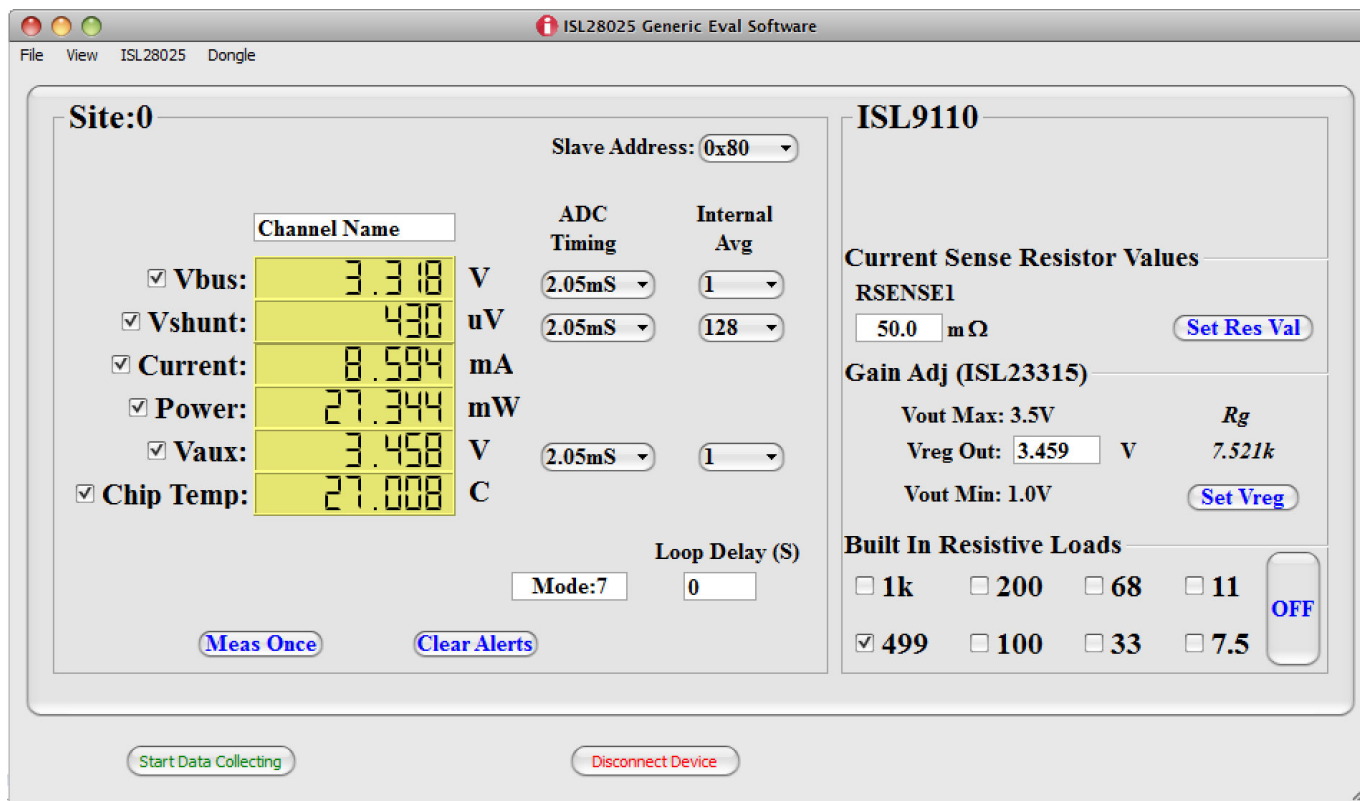 ISL28025 Generic Eval Software
File View ISL28025 Dongle
Site:0
Slave Address: 0x80
ADC Timing
Internal Avg
Channel Name
Vbus: 3.318 V 2.05mS 1
Vshunt: 430 uV 2.05mS 128
Current: 8.594 mA
Power: 27.344 mW
Vaux: 3.458 V 2.05mS 1
Chip Temp: 27.008 C
Loop Delay (S)
Mode:7 0
Meas Once Clear Alerts
ISL9110
Current Sense Resistor Values
RSENSE1
50.0 mΩ Set Res Val
Gain Adj (ISL23315)
Vout Max: 3.5V Rg
Vreg Out: 3.459 V 7.521k
Vout Min: 1.0V Set Vreg
Built In Resistive Loads
1k 200 68 11
OFF
499 100 33 7.5
Start Data Collecting Disconnect Device